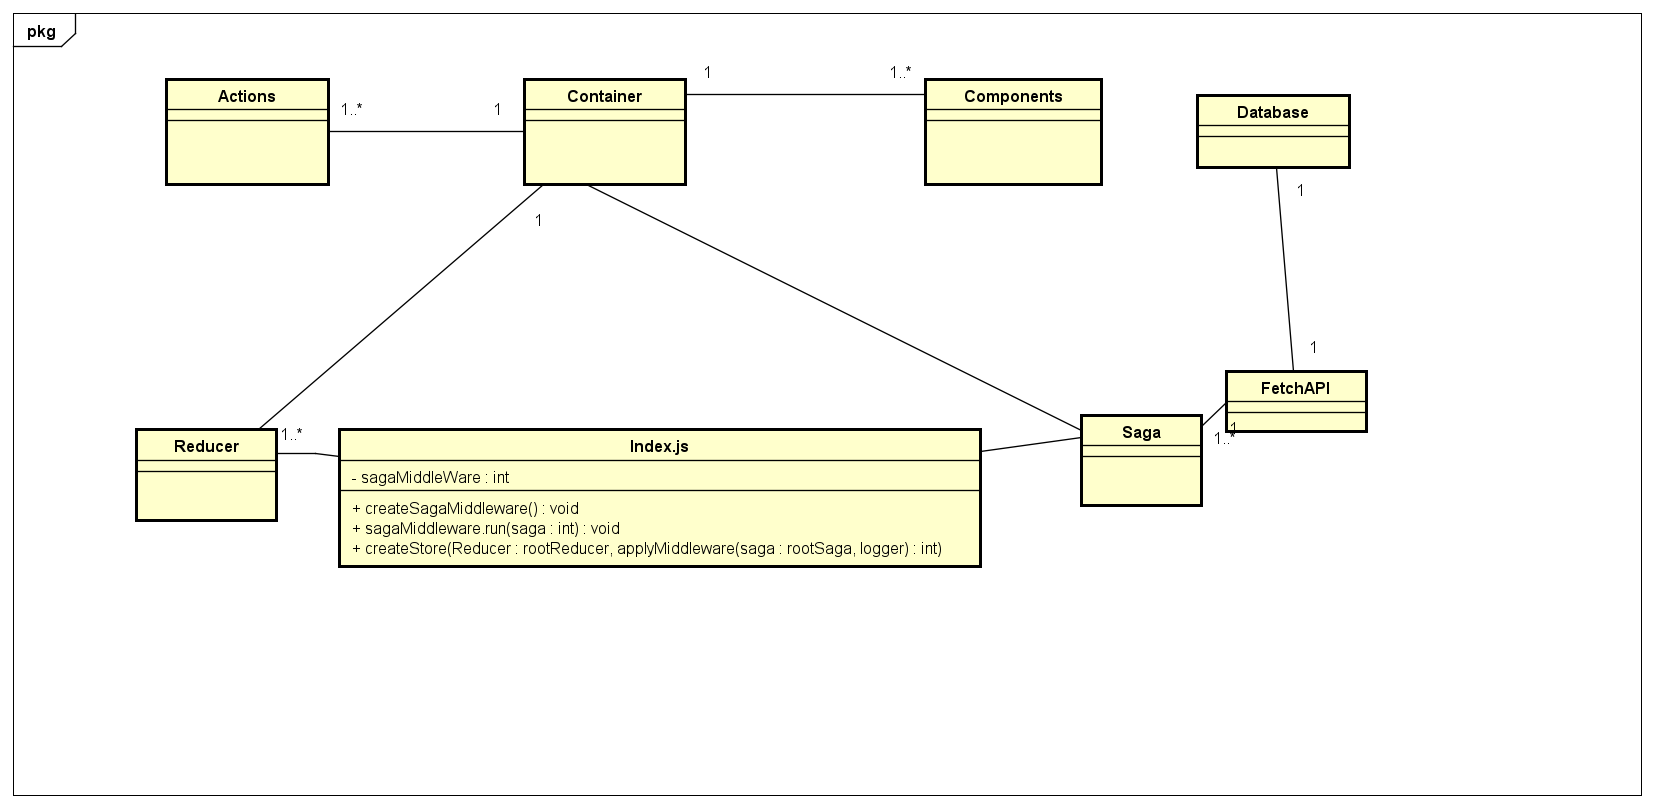 pkg
Actions
1..*
1
Container
1
1..*
Components
Database
1
1
1
Reducer
1..*
Index.js
- sagaMiddleWare : int
+ createSagaMiddleware() : void
+ sagaMiddleware.run(saga : int) : void
+ createStore(Reducer : rootReducer, applyMiddleware(saga : rootSaga, logger) : int)
Saga
1..*
1
FetchAPI